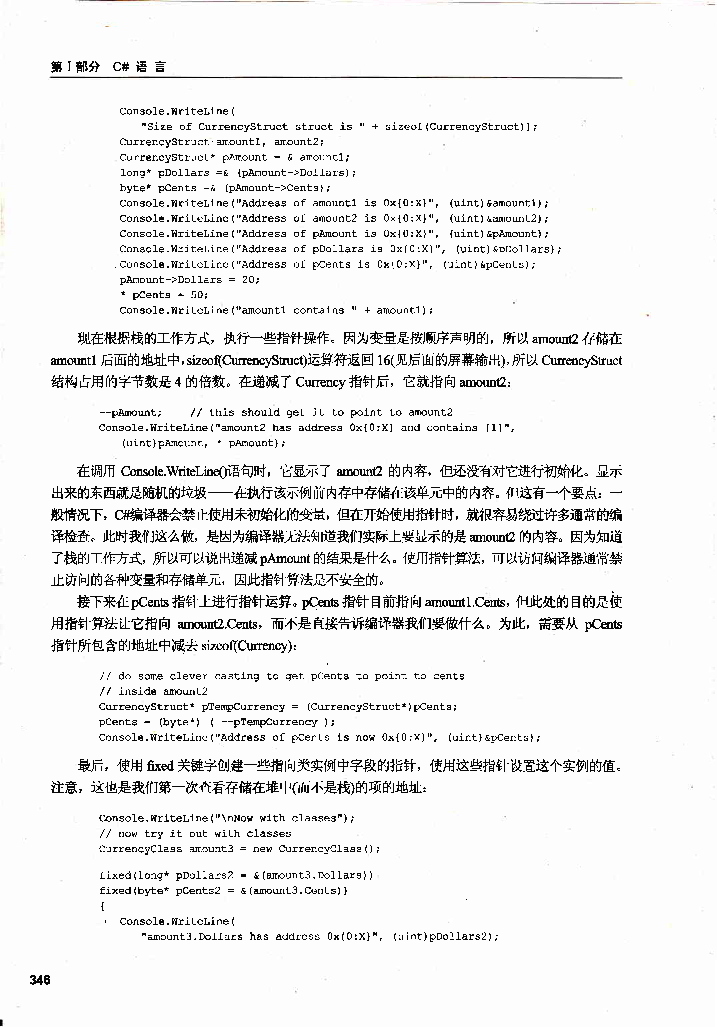 第Ⅰ部分 C# 语 言
Console.WriteLine(
"Size of CurrencyStruct struct is " + sizeof(CurrencyStruct));
CurrencyStruct amount1, amount2;
CurrencyStruct* pAmount = & amount1;
long* pDollars =& (pAmount->Dollars);
byte* pCents =& (pAmount->Cents);
Console.WriteLine("Address of amount1 is 0x{0:X}", (uint)&amount1);
Console.WriteLine("Address of amount2 is 0x{0:X}", (uint)&amount2);
Console.WriteLine("Address of pAmount is 0x{0:X}", (uint)&pAmount);
Console.WriteLine("Address of pDollars is 0x{0:X}", (uint)&pDollars);
Console.WriteLine("Address of pCents is 0x{0:X}", (uint)&pCents);
pAmount->Dollars = 20;
* pCents = 50;
Console.WriteLine("amount1 contains " + amount1);
现在根据栈的工作方式，执行一些指针操作。因为变量是按顺序声明的，所以 amount2 存储在
amount1 后面的地址中，sizeof(CurrencyStruct)运算符返回 16(见后面的屏幕输出)，所以 CurrencyStruct
结构占用的字节数是 4 的倍数。在递减了 Currency 指针后，它就指向 amount2：
--pAmount; // this should get it to point to amount2
Console.WriteLine("amount2 has address 0x{0:X} and contains {1}",
(uint)pAmount, * pAmount);
在调用 Console.WriteLine()语句时，它显示了 amount2 的内容，但还没有对它进行初始化。显示
出来的东西就是随机的垃圾——在执行该示例前内存中存储在该单元中的内容。但这有一个要点：一
般情况下，C#编译器会禁止使用未初始化的变量，但在开始使用指针时，就很容易绕过许多通常的编
译检查。此时我们这么做，是因为编译器无法知道我们实际上要显示的是 amount2 的内容。因为知道
了栈的工作方式，所以可以说出递减 pAmount 的结果是什么。使用指针算法，可以访问编译器通常禁
止访问的各种变量和存储单元，因此指针算法是不安全的。
接下来在 pCents 指针上进行指针运算。pCents 指针目前指向 amount1.Cents，但此处的目的是使
用指针算法让它指向 amount2.Cents，而不是直接告诉编译器我们要做什么。为此，需要从 pCents
指针所包含的地址中减去 sizeof(Currency)：
// do some clever casting to get pCents to point to cents
// inside amount2
CurrencyStruct* pTempCurrency = (CurrencyStruct*)pCents;
pCents = (byte*) ( --pTempCurrency );
Console.WriteLine("Address of pCents is now 0x{0:X}", (uint)&pCents);
最后，使用 fixed 关键字创建一些指向类实例中字段的指针，使用这些指针设置这个实例的值。
注意，这也是我们第一次查看存储在堆中(而不是栈)的项的地址：
Console.WriteLine("\nNow with classes");
// now try it out with classes
CurrencyClass amount3 = new CurrencyClass();
fixed(long* pDollars2 = &(amount3.Dollars))
fixed(byte* pCents2 = &(amount3.Cents))
{
Console.WriteLine(
"amount3.Dollars has address 0x{0:X}", (uint)pDollars2);
346